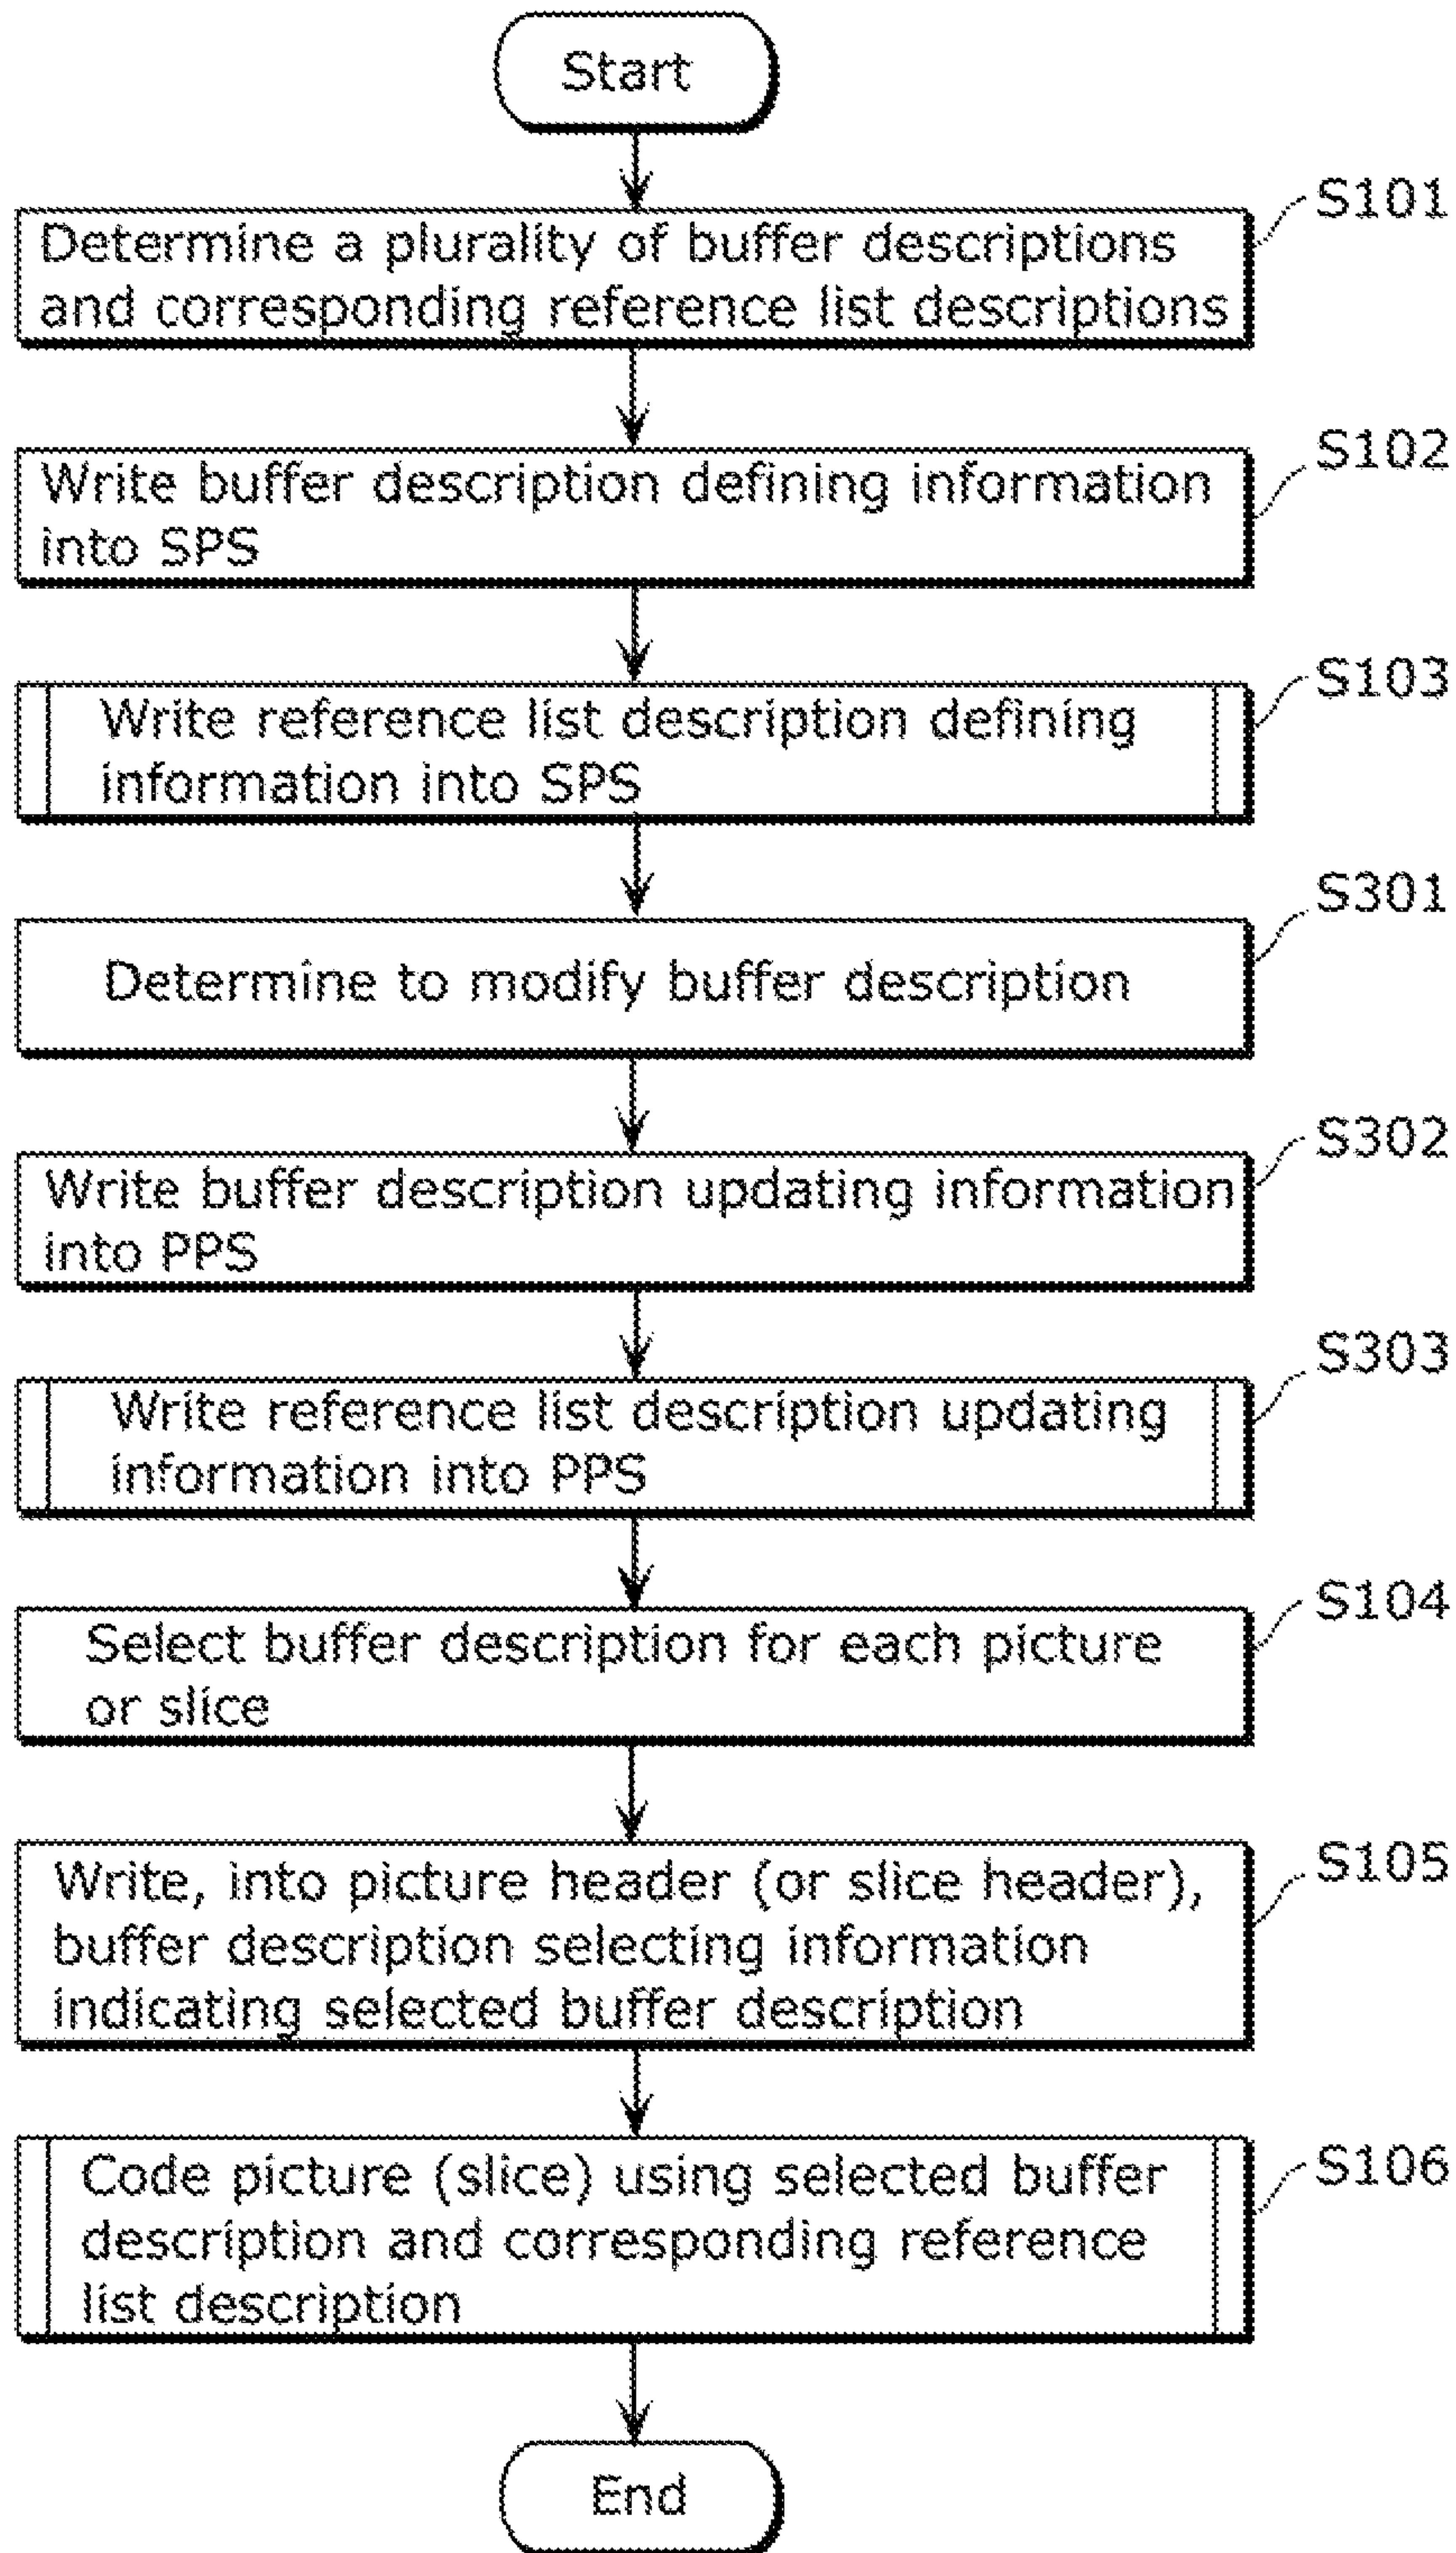 Start
S101
Determine a plurality of buffer descriptions
and corresponding reference list descriptions
S102
Write buffer description defining information
into SPS
S103
Write reference list description defining
information into SPS
S301
Determine to modify buffer description
S302
Write buffer description updating information
into PPS
S303
Write reference list description updating
information into PPS
S104
Select buffer description for each picture
or slice
S105
Write, into picture header (or slice header),
buffer description selecting information
indicating selected buffer description
S106
Code picture (slice) using selected buffer
description and corresponding reference
list description
End